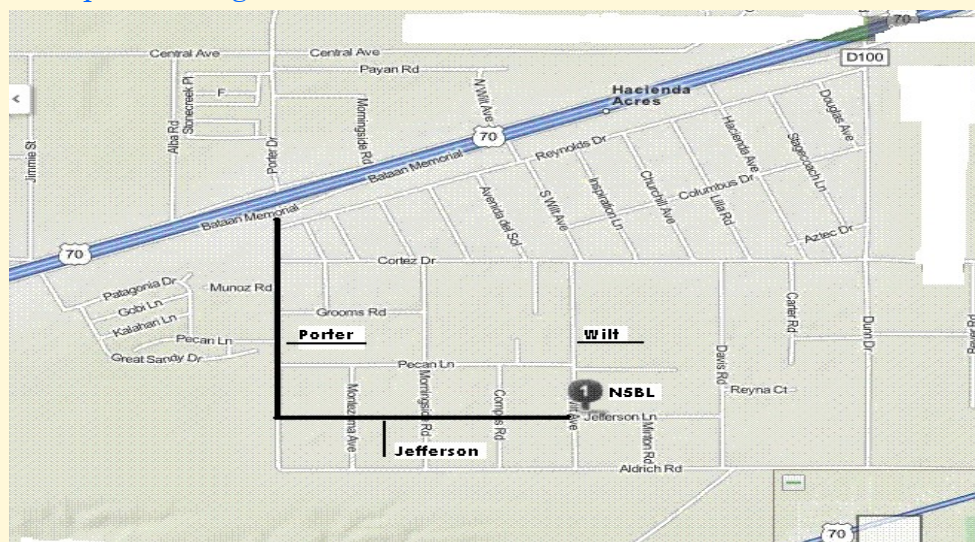 70
D100
Central Ave
Central Ave
Payan Rd
Hacienda
Acres
Jimmie St
Alba Rd
Stonecreek Pl
F
Porter Dr
Morningside Rd
N Wilt Ave
70
Bataan Memorial
Bataan Memorial
70
Reynolds Dr
Douglas Ave
Stagecoach Ln
Hacienda Ave
Columbus Dr
Lilla Rd
Churchill Ave
Inspiration Ln
S Wilt Ave
Avenida del Sol
Aztec Dr
Cortez Dr
Patagonia Dr
Munoz Rd
Gobi Ln
Kalahari Ln
Grooms Rd
Pecan Ln
Great Sandy Dr
Porter
Wilt
Carter Rd
Dunn Dr
Pecan Ln
Davis Rd
Reyna Ct
1
N5BL
Montezuma Ave
Morningside Rd
Compas Rd
Wilt Ave
Jefferson Ln
Minton Rd
Jefferson
Aldrich Rd
70